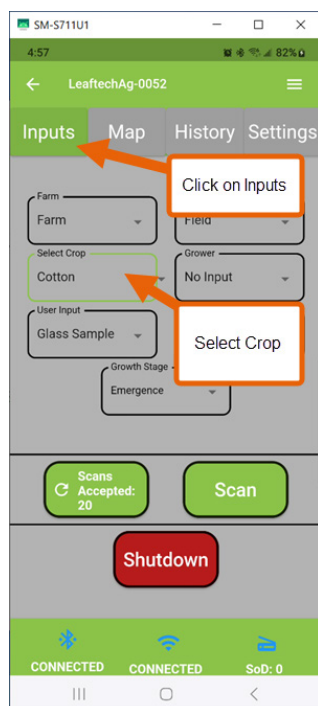 SM-S711U1
4:57
82%
LeaftechAg-0052
Inputs Map History Settings
Click on Inputs
Farm
Farm
Field
Select Crop
Cotton
Grower
No Input
User Input
Glass Sample
Select Crop
Growth Stage
Emergence
Scans
Accepted:
20
Scan
Shutdown
CONNECTED CONNECTED SoD: 0